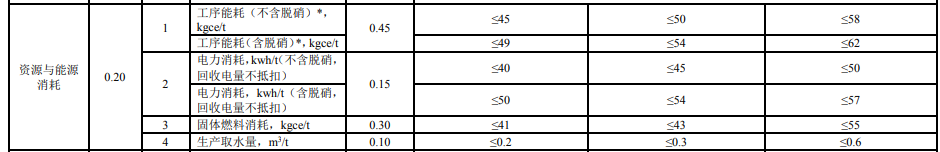 资源与能源
消耗
0.20
1
工序能耗（不含脱硝）*,
kgce/t
0.45
≤45
≤50
≤58
工序能耗(含脱硝)*,kgce/t
≤49
≤54
≤62
2
电力消耗,kwh/t(不含脱硝,
回收电量不抵扣）
0.15
≤40
≤45
≤50
电力消耗，kwh/t（含脱硝，
回收电量不抵扣）
≤50
≤54
≤57
3
固体燃料消耗，kgce/t
0.30
≤41
≤43
≤55
4
生产取水量，m³/t
0.10
≤0.2
≤0.3
≤0.6